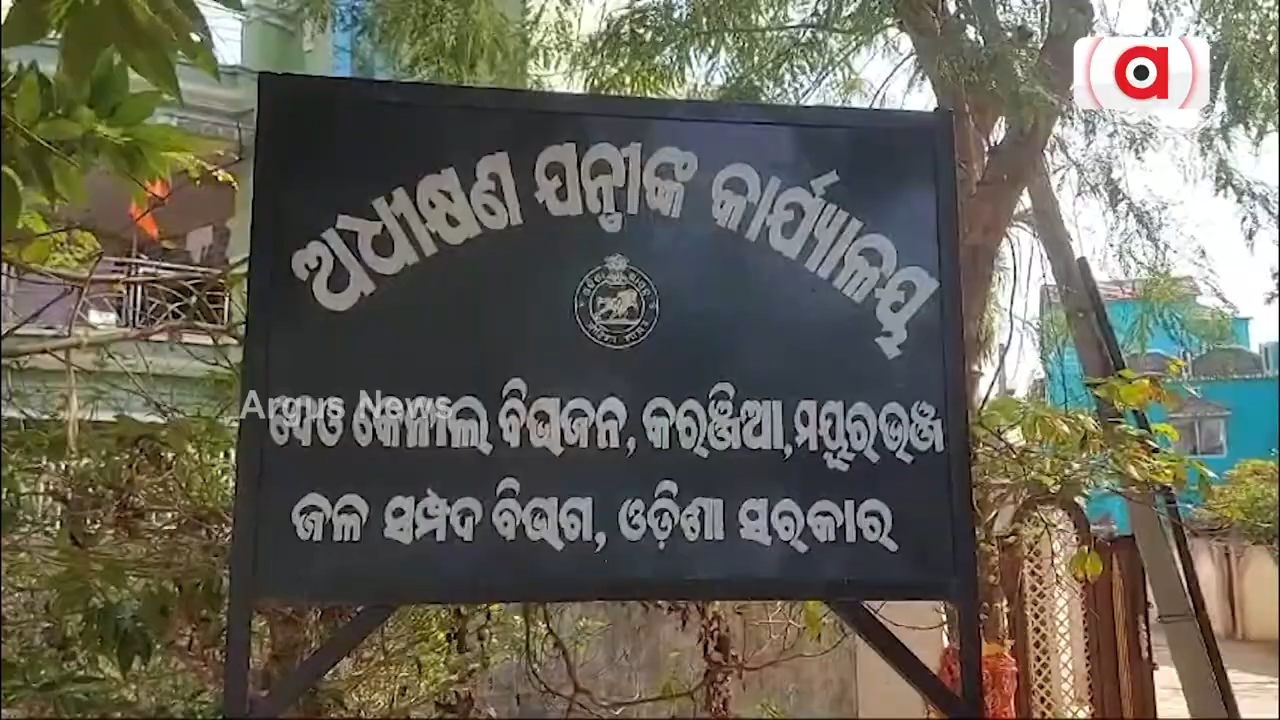 ଅଧୀକ୍ଷଣ ଯନ୍ତ୍ରୀଙ୍କ କାର୍ଯ୍ୟାଳୟ
ଦେଓ କେନାଲ ବିଭାଜନ, କରଞ୍ଜିଆ, ମୟୂରଭଞ୍ଜ
Argus News
ଜଳ ସମ୍ପଦ ବିଭାଗ, ଓଡ଼ିଶା ସରକାର